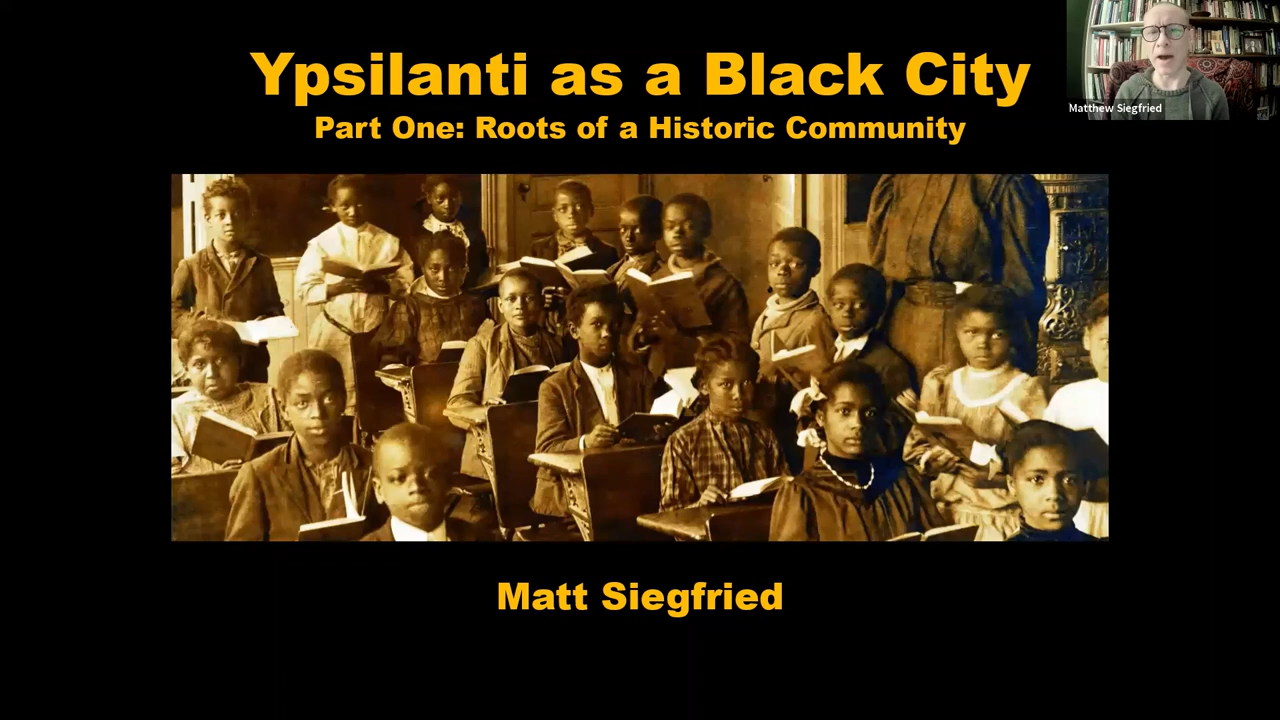 Ypsilanti as a Black City
Part One: Roots of a Historic Community
Matthew Siegfried
Matt Siegfried